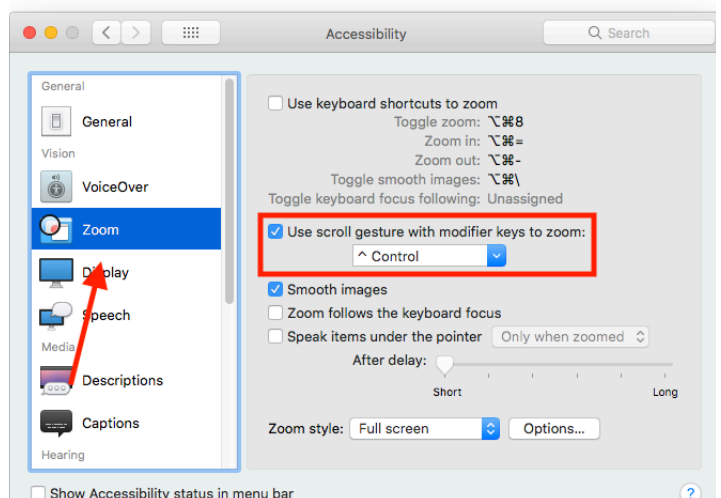 Accessibility
Search
General
General
Vision
VoiceOver
Zoom
Display
Speech
Media
Descriptions
Captions
Hearing
Use keyboard shortcuts to zoom
Toggle zoom: ⌥⌘8
Zoom in: ⌥⌘=
Zoom out: ⌥⌘-
Toggle smooth images: ⌥⌘\
Toggle keyboard focus following: Unassigned
Use scroll gesture with modifier keys to zoom:
^ Control
Smooth images
Zoom follows the keyboard focus
Speak items under the pointer Only when zoomed
After delay:
Short Long
Zoom style: Full screen Options...
Show Accessibility status in menu bar ?